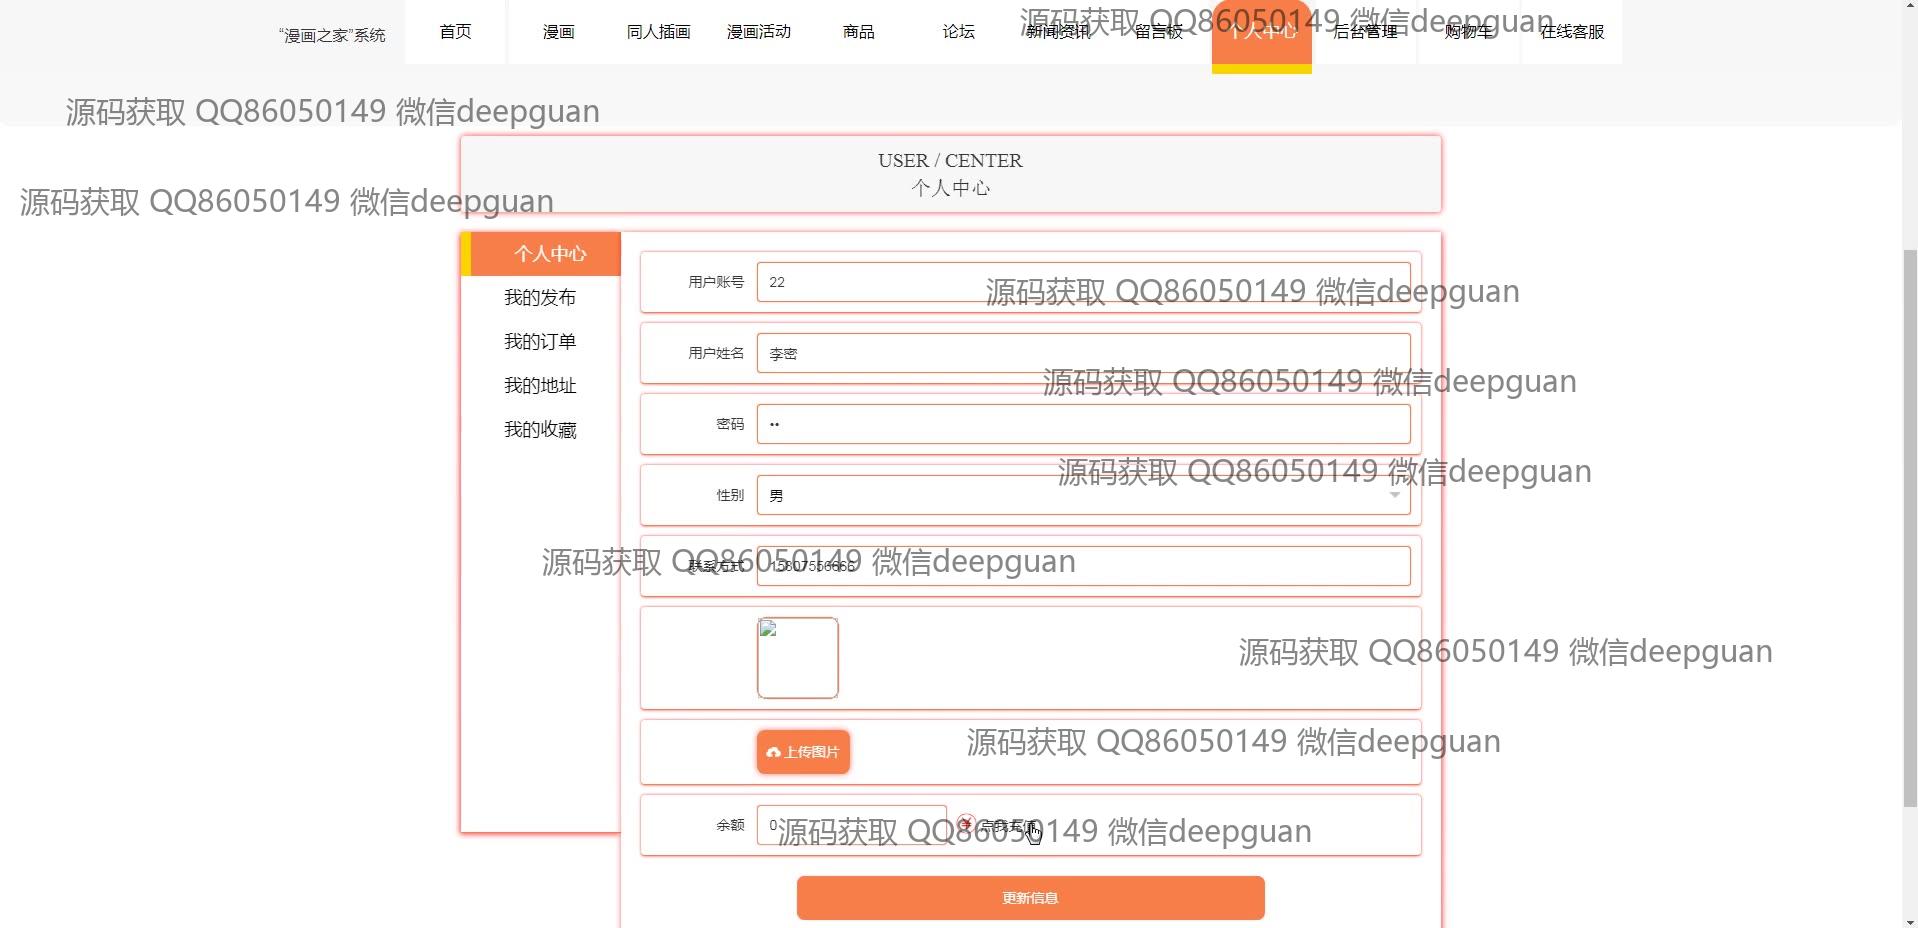 “漫画之家”系统
首页
漫画
同人插画
漫画活动
商品
论坛
新闻资讯
留言板
个人中心
后台管理
购物车
在线客服
源码获取 QQ86050149 微信deepguan
源码获取 QQ86050149 微信deepguan
USER / CENTER
个人中心
源码获取 QQ86050149 微信deepguan
个人中心
我的发布
我的订单
我的地址
我的收藏
用户账号
22
源码获取 QQ86050149 微信deepguan
用户姓名
李密
源码获取 QQ86050149 微信deepguan
密码
••
源码获取 QQ86050149 微信deepguan
性别
男
源码获取 QQ86050149 微信deepguan
联系方式
源码获取 QQ86050149 微信deepguan
上传图片
源码获取 QQ86050149 微信deepguan
余额
0
点我充值
源码获取 QQ86050149 微信deepguan
更新信息